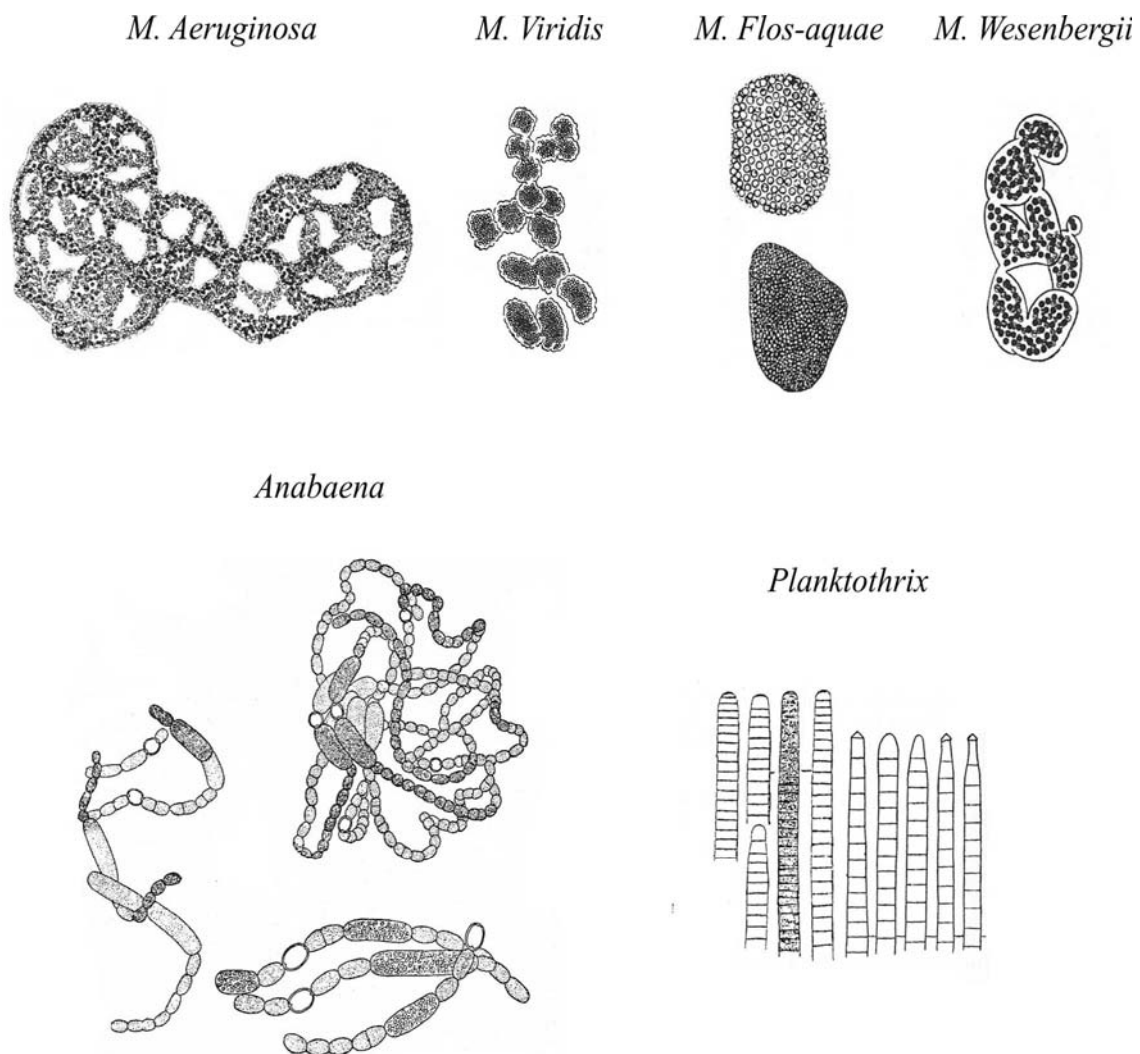 M. Aeruginosa
M. Viridis
M. Flos-aquae
M. Wesenbergii
Anabaena
Planktothrix